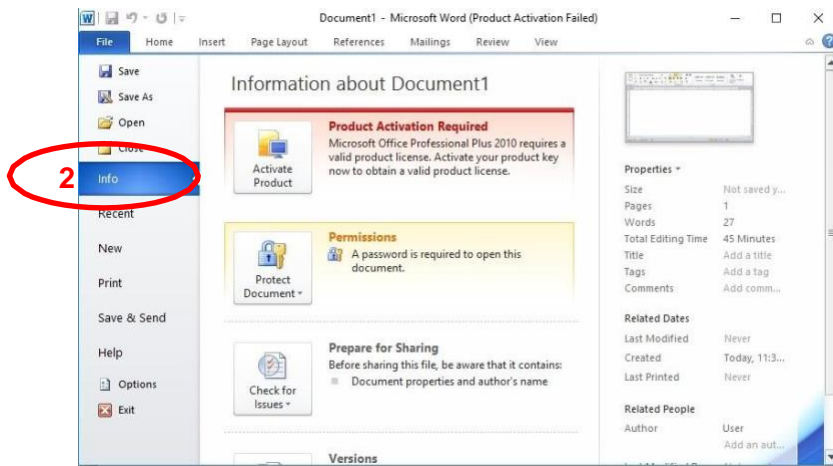 Document1 - Microsoft Word (Product Activation Failed)
File Home Insert Page Layout References Mailings Review View
Save
Save As
Open
Close
2 Info
Recent
New
Print
Save & Send
Help
Options
Exit
Information about Document1
Activate
Product
Product Activation Required
Microsoft Office Professional Plus 2010 requires a
valid product license. Activate your product key
now to obtain a valid product license.
Protect
Document
Permissions
A password is required to open this
document.
Check for
Issues
Prepare for Sharing
Before sharing this file, be aware that it contains:
Document properties and author's name
Versions
Properties
Size Not saved y...
Pages 1
Words 27
Total Editing Time 45 Minutes
Title Add a title
Tags Add a tag
Comments Add comm...
Related Dates
Last Modified Never
Created Today, 11:3...
Last Printed Never
Related People
Author User
Add an aut...